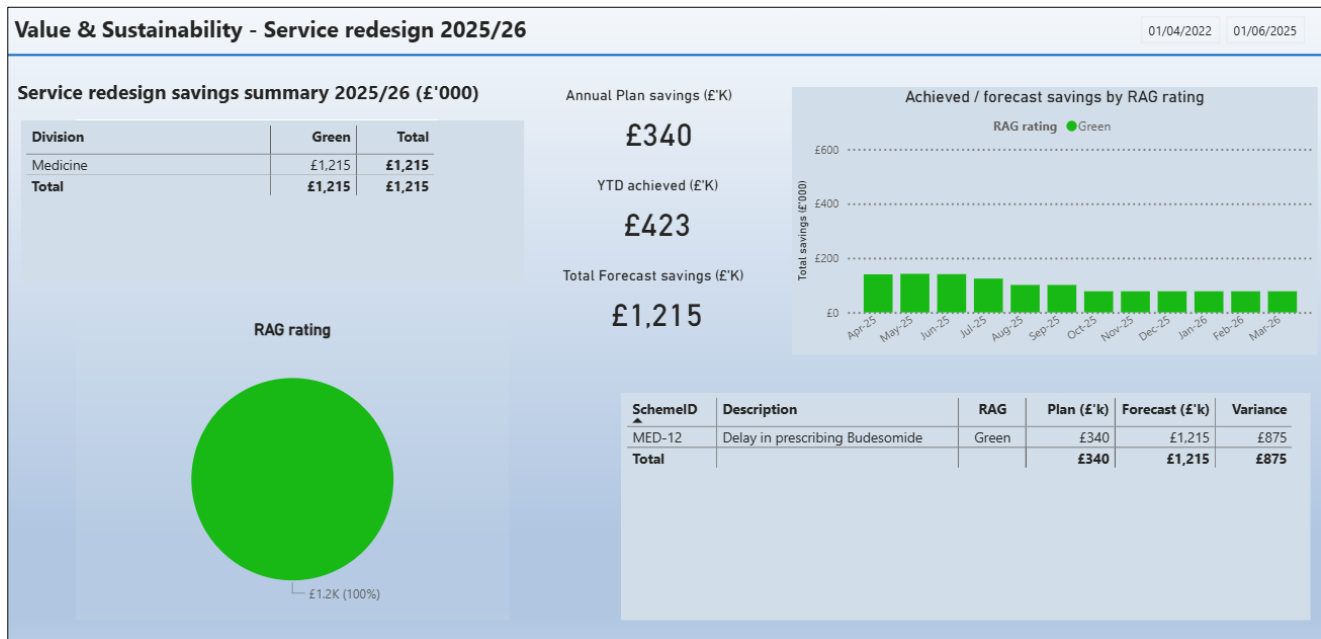 Value & Sustainability - Service redesign 2025/26
01/04/2022 01/06/2025
Service redesign savings summary 2025/26 (£'000)
Division Green Total
Medicine £1,215 £1,215
Total £1,215 £1,215
RAG rating
£1.2K (100%)
Annual Plan savings (£'K)
£340
YTD achieved (£'K)
£423
Total Forecast savings (£'K)
£1,215
Achieved / forecast savings by RAG rating
RAG rating Green
Total savings (£'000)
£600
£400
£200
£0
Apr-25 May-25 Jun-25 Jul-25 Aug-25 Sep-25 Oct-25 Nov-25 Dec-25 Jan-26 Feb-26 Mar-26
SchemeID Description RAG Plan (£'k) Forecast (£'k) Variance
MED-12 Delay in prescribing Budesomide Green £340 £1,215 £875
Total £340 £1,215 £875